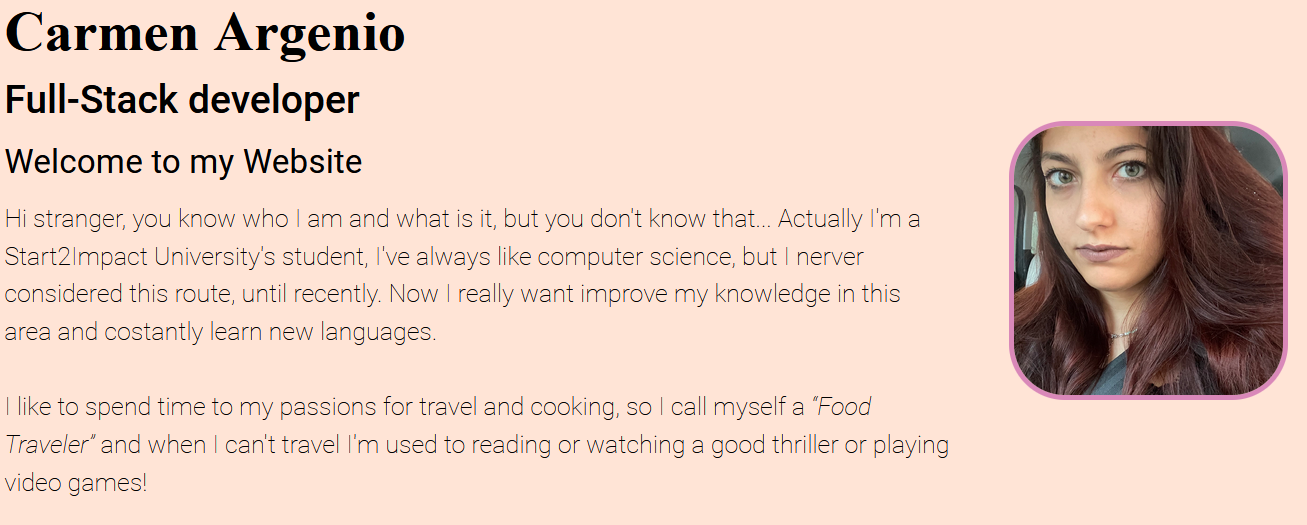 Carmen Argenio
Full-Stack developer
Welcome to my Website
Hi stranger, you know who I am and what is it, but you don't know that... Actually I'm a
Start2Impact University's student, I've always like computer science, but I nerver
considered this route, until recently. Now I really want improve my knowledge in this
area and costantly learn new languages.
I like to spend time to my passions for travel and cooking, so I call myself a “Food
Traveler” and when I can't travel I'm used to reading or watching a good thriller or playing
video games!